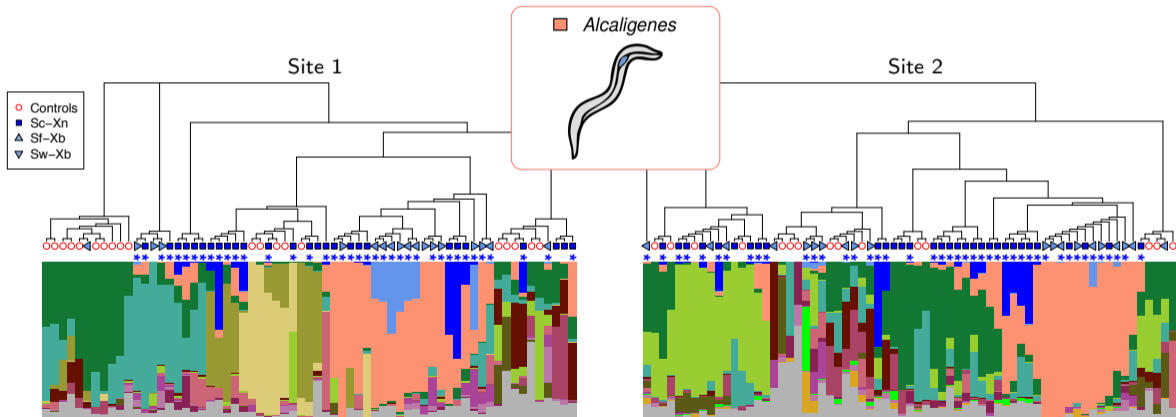 Alcaligenes
Site 1
Site 2
Controls
Sc-Xn
Sf-Xb
Sw-Xb